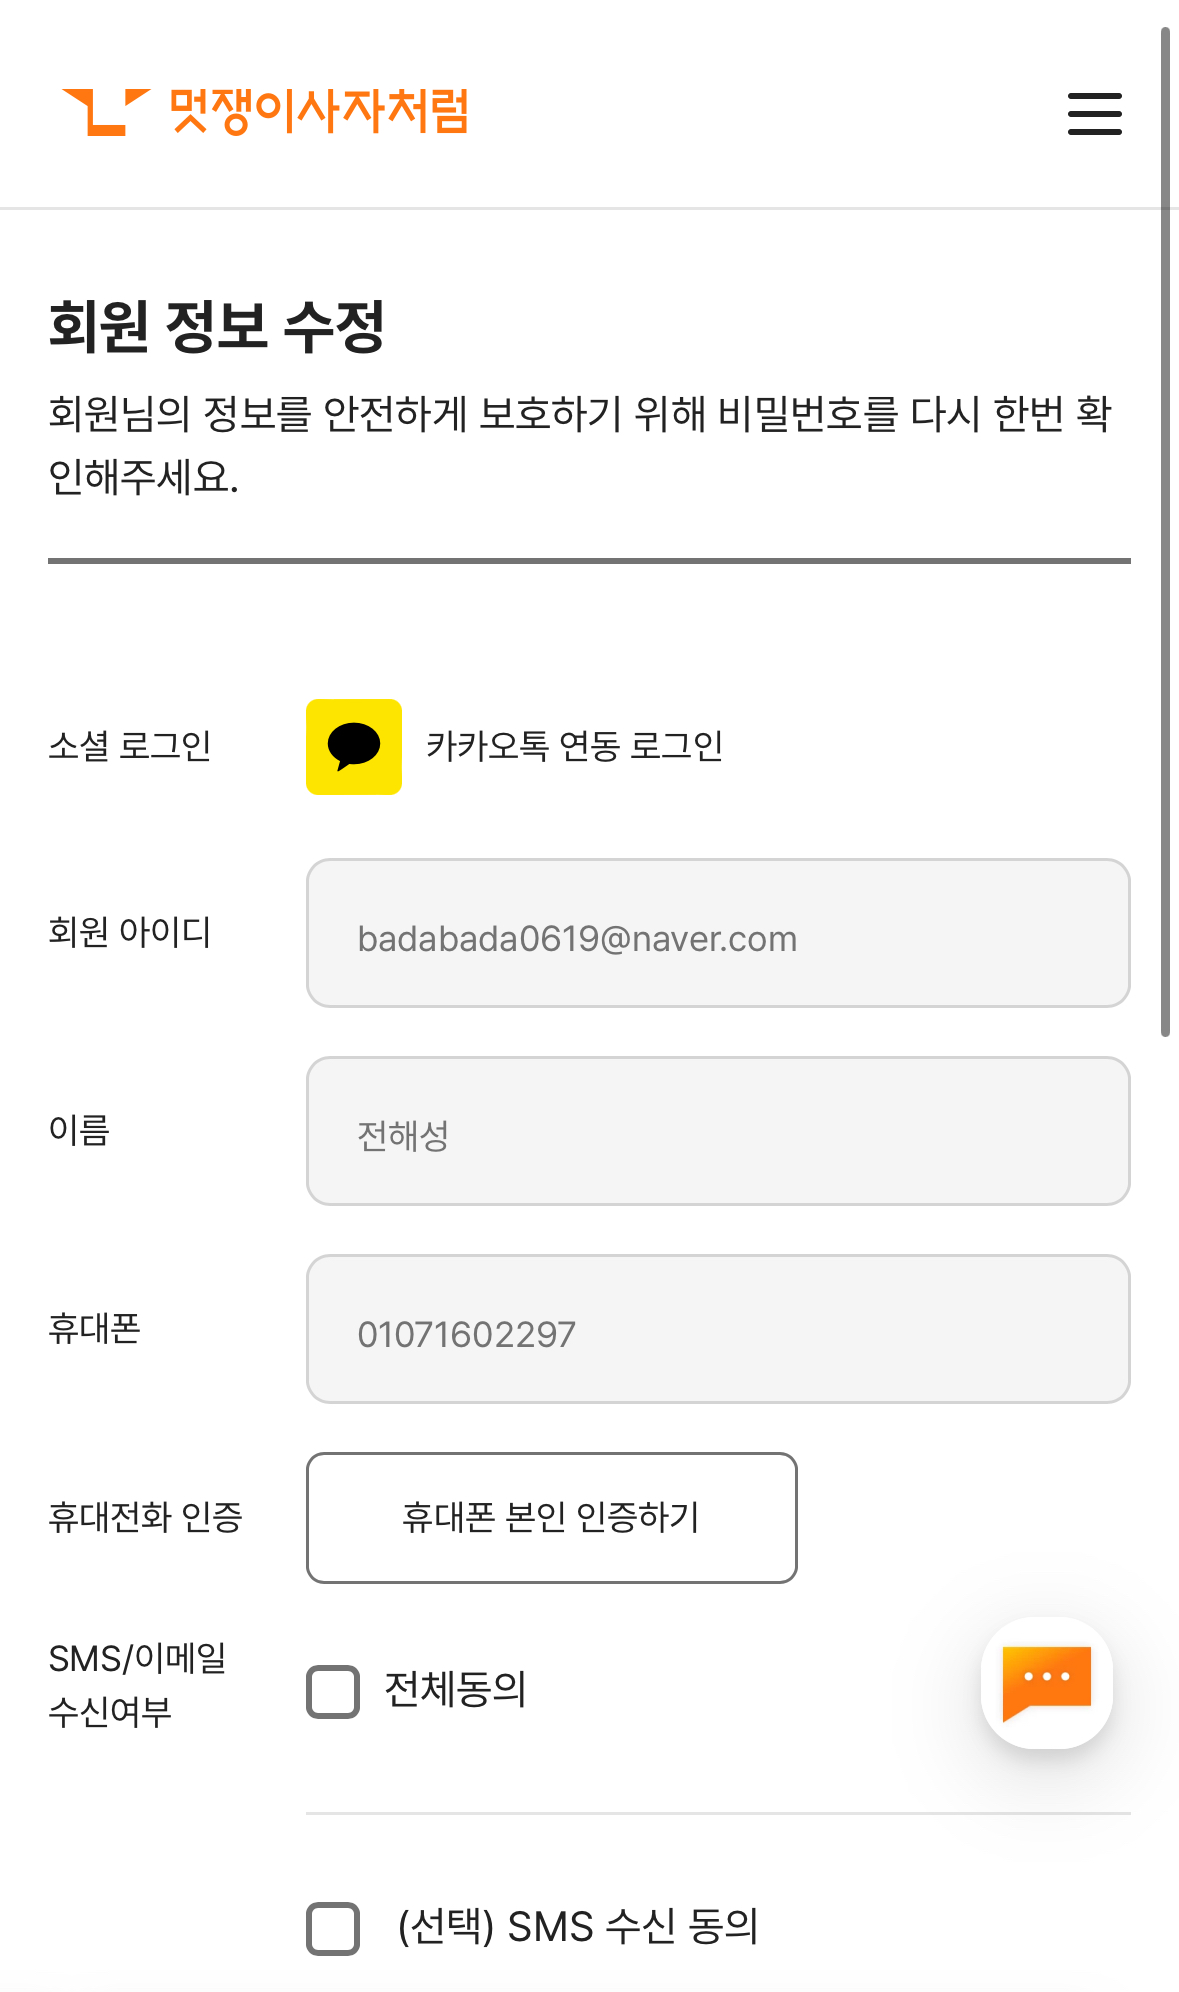 멋쟁이사자처럼
회원 정보 수정
회원님의 정보를 안전하게 보호하기 위해 비밀번호를 다시 한번 확
인해주세요.
소셜 로그인
카카오톡 연동 로그인
회원 아이디
badabada0619@naver.com
이름
전해성
휴대폰
01071602297
휴대전화 인증
휴대폰 본인 인증하기
SMS/이메일
수신여부
전체동의
(선택) SMS 수신 동의